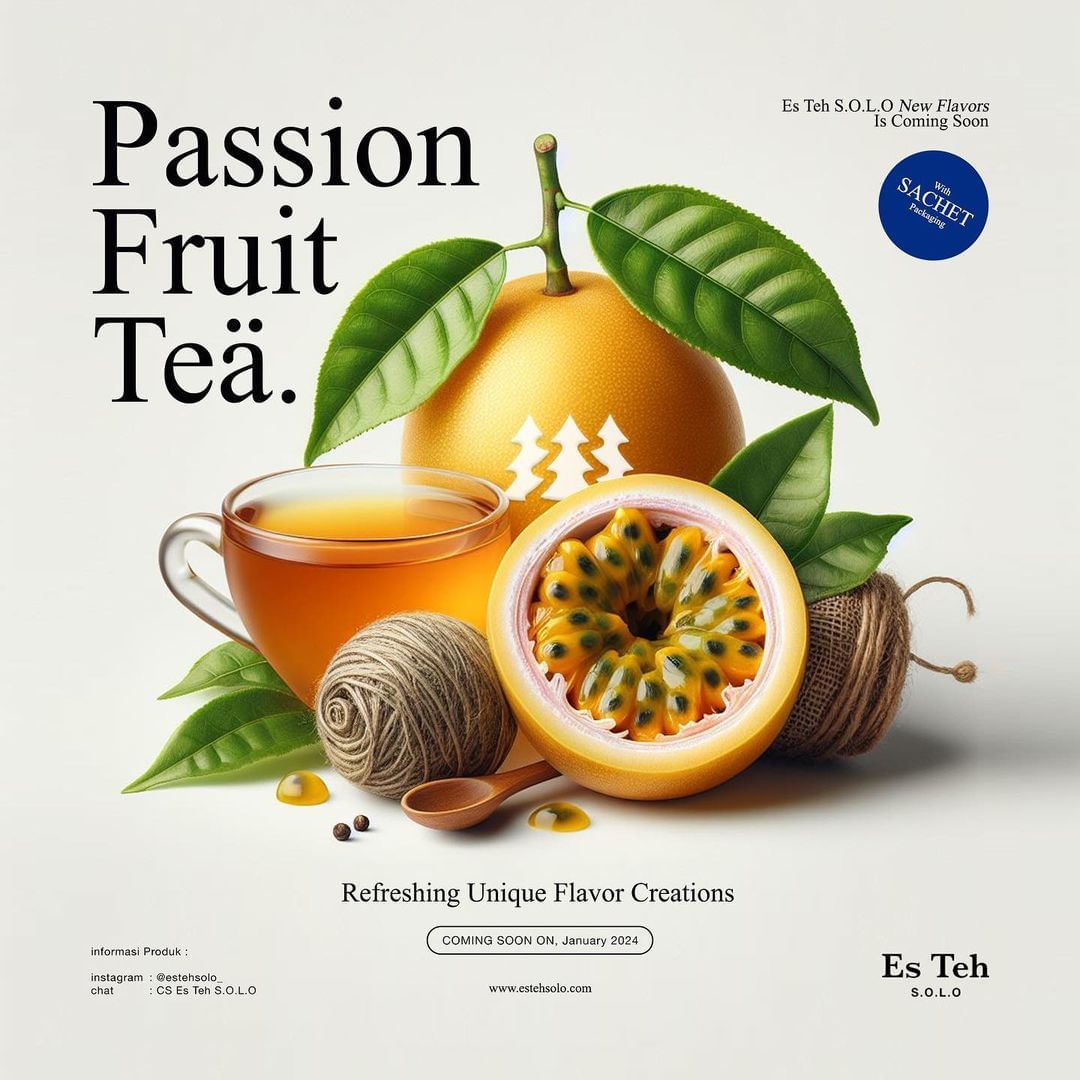 Passion
Fruit
Teä.
Es Teh S.O.L.O New Flavors
Is Coming Soon
With
SACHET
Packaging
Refreshing Unique Flavor Creations
COMING SOON ON, January 2024
informasi Produk :
instagram : @estehsolo_
chat : CS Es Teh S.O.L.O
www.estehsolo.com
Es Teh
S.O.L.O